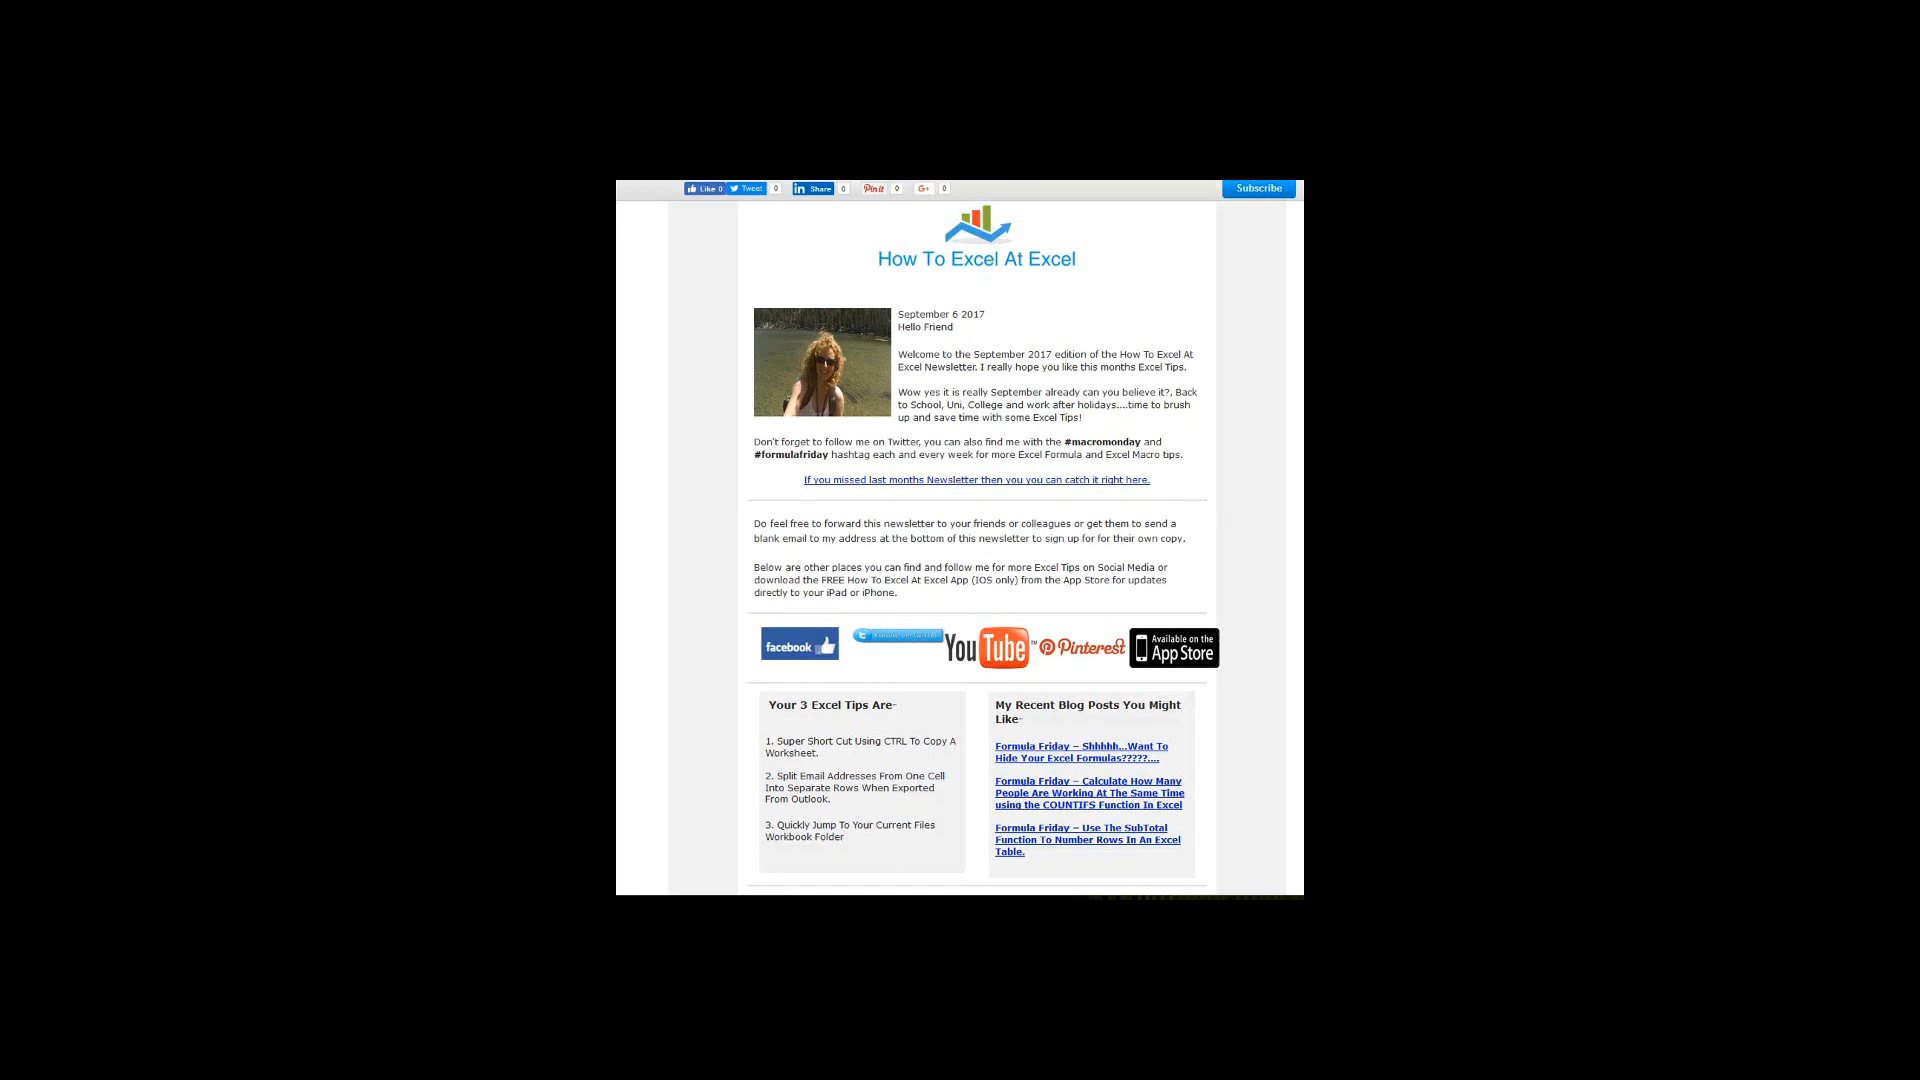 Like 0 Tweet 0 in Share 0 Pin it 0 G+ 0 Subscribe
How To Excel At Excel
September 6 2017
Hello Friend
Welcome to the September 2017 edition of the How To Excel At
Excel Newsletter. I really hope you like this months Excel Tips.
Wow yes it is really September already can you believe it?, Back
to School, Uni, College and work after holidays....time to brush
up and save time with some Excel Tips!
Don't forget to follow me on Twitter, you can also find me with the #macromonday and
#formulafriday hashtag each and every week for more Excel Formula and Excel Macro tips.
If you missed last months Newsletter then you you can catch it right here.
Do feel free to forward this newsletter to your friends or colleagues or get them to send a
blank email to my address at the bottom of this newsletter to sign up for for their own copy.
Below are other places you can find and follow me for more Excel Tips on Social Media or
download the FREE How To Excel At Excel App (IOS only) from the App Store for updates
directly to your iPad or iPhone.
facebook
YouTube™
Pinterest
Available on the
App Store
Your 3 Excel Tips Are-
1. Super Short Cut Using CTRL To Copy A
Worksheet.
2. Split Email Addresses From One Cell
Into Separate Rows When Exported
From Outlook.
3. Quickly Jump To Your Current Files
Workbook Folder
My Recent Blog Posts You Might
Like-
Formula Friday – Shhhhh...Want To
Hide Your Excel Formulas?????....
Formula Friday – Calculate How Many
People Are Working At The Same Time
using the COUNTIFS Function In Excel
Formula Friday – Use The SubTotal
Function To Number Rows In An Excel
Table.